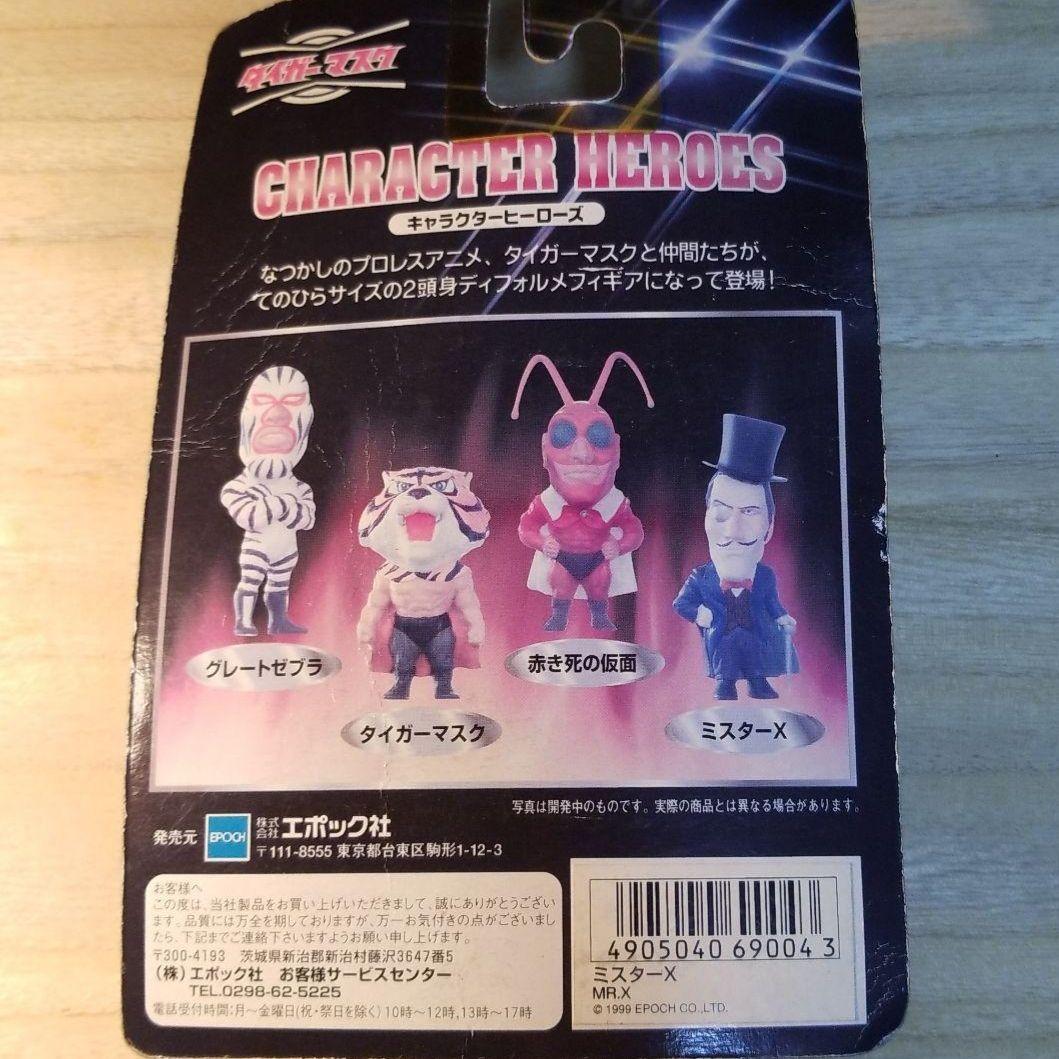 タイガーマスク
CHARACTER HEROES
キャラクターヒーローズ
なつかしのプロレスアニメ、タイガーマスクと仲間たちが、
てのひらサイズの2頭身ディフォルメフィギアになって登場!
グレートゼブラ
タイガーマスク
赤き死の仮面
ミスターX
写真は開発中のものです。実際の商品とは異なる場合があります。
発売元 EPOCH 株式会社エポック社
〒111-8555 東京都台東区駒形1-12-3
お客様へ
この度は、当社製品をお買い上げいただきまして、誠にありがとうござい
ます。品質には万全を期しておりますが、万一お気付きの点がございまし
たら、下記までご連絡下さいますようお願い申し上げます。
〒300-4193 茨城県新治郡新治村藤沢3647番5
(株)エポック社 お客様サービスセンター
TEL.0298-62-5225
電話受付時間:月〜金曜日(祝・祭日を除く)10時〜12時,13時〜17時
4905040 69004 3
ミスターX
MR.X
© 1999 EPOCH CO.,LTD.